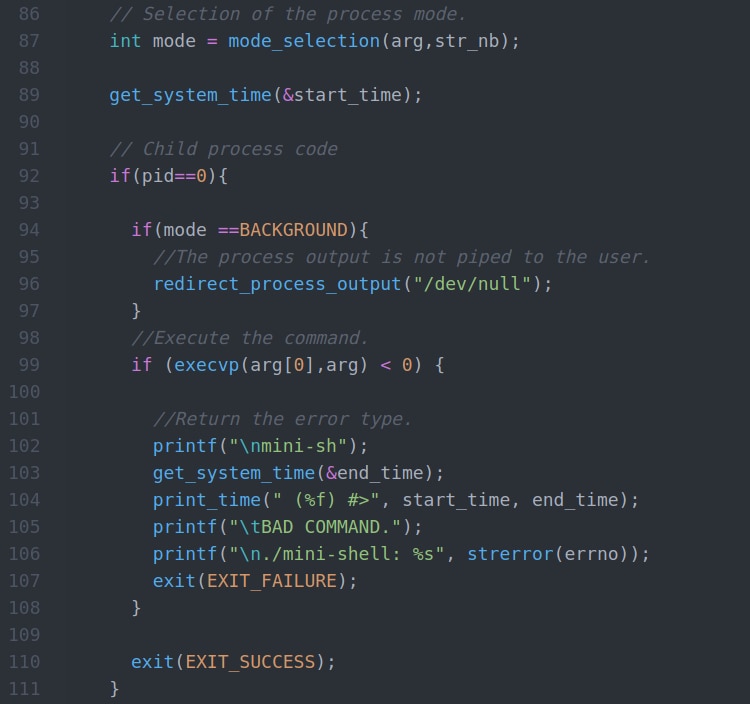 86 // Selection of the process mode.
87 int mode = mode_selection(arg,str_nb);
88
89 get_system_time(&start_time);
90
91 // Child process code
92 if(pid==0){
93
94 if(mode ==BACKGROUND){
95 //The process output is not piped to the user.
96 redirect_process_output("/dev/null");
97 }
98 //Execute the command.
99 if (execvp(arg[0],arg) < 0) {
100
101 //Return the error type.
102 printf("\nmini-sh");
103 get_system_time(&end_time);
104 print_time(" (%f) #>", start_time, end_time);
105 printf("\tBAD COMMAND.");
106 printf("\n./mini-shell: %s", strerror(errno));
107 exit(EXIT_FAILURE);
108 }
109
110 exit(EXIT_SUCCESS);
111 }